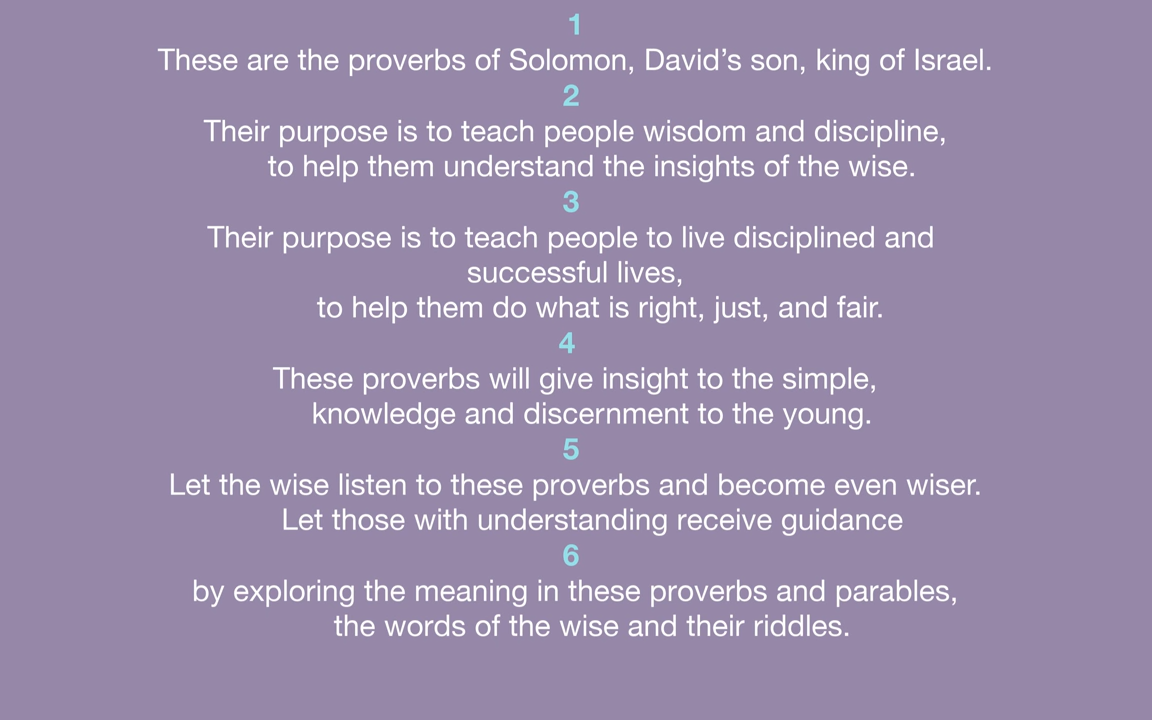 1
These are the proverbs of Solomon, David’s son, king of Israel.
2
Their purpose is to teach people wisdom and discipline,
to help them understand the insights of the wise.
3
Their purpose is to teach people to live disciplined and
successful lives,
to help them do what is right, just, and fair.
4
These proverbs will give insight to the simple,
knowledge and discernment to the young.
5
Let the wise listen to these proverbs and become even wiser.
Let those with understanding receive guidance
6
by exploring the meaning in these proverbs and parables,
the words of the wise and their riddles.